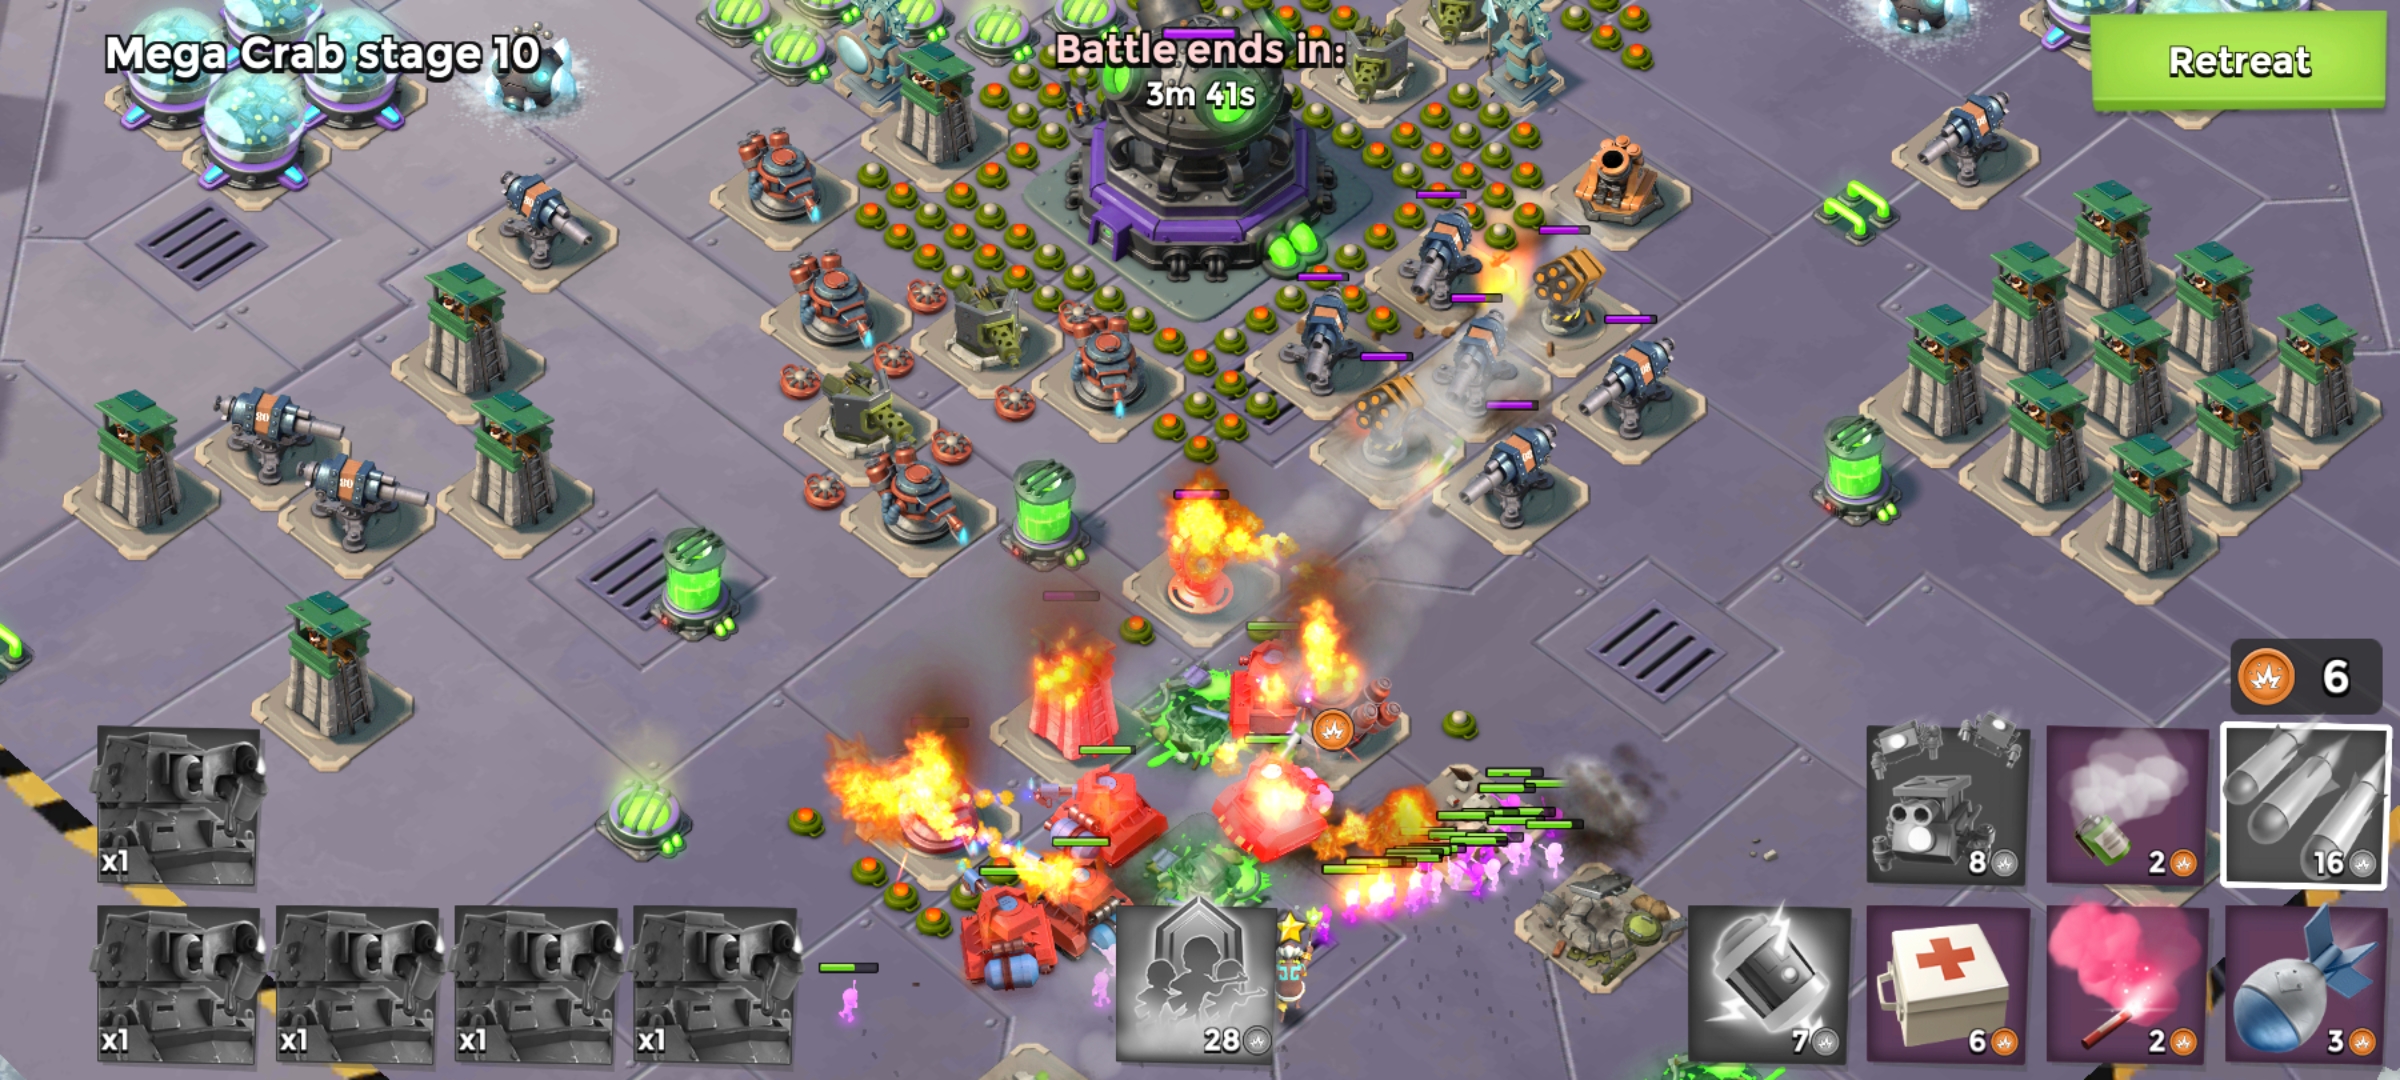 Mega Crab stage 10
Battle ends in:
3m 41s
Retreat
6
x1
8
2
16
x1
x1
x1
x1
28
7
6
2
3